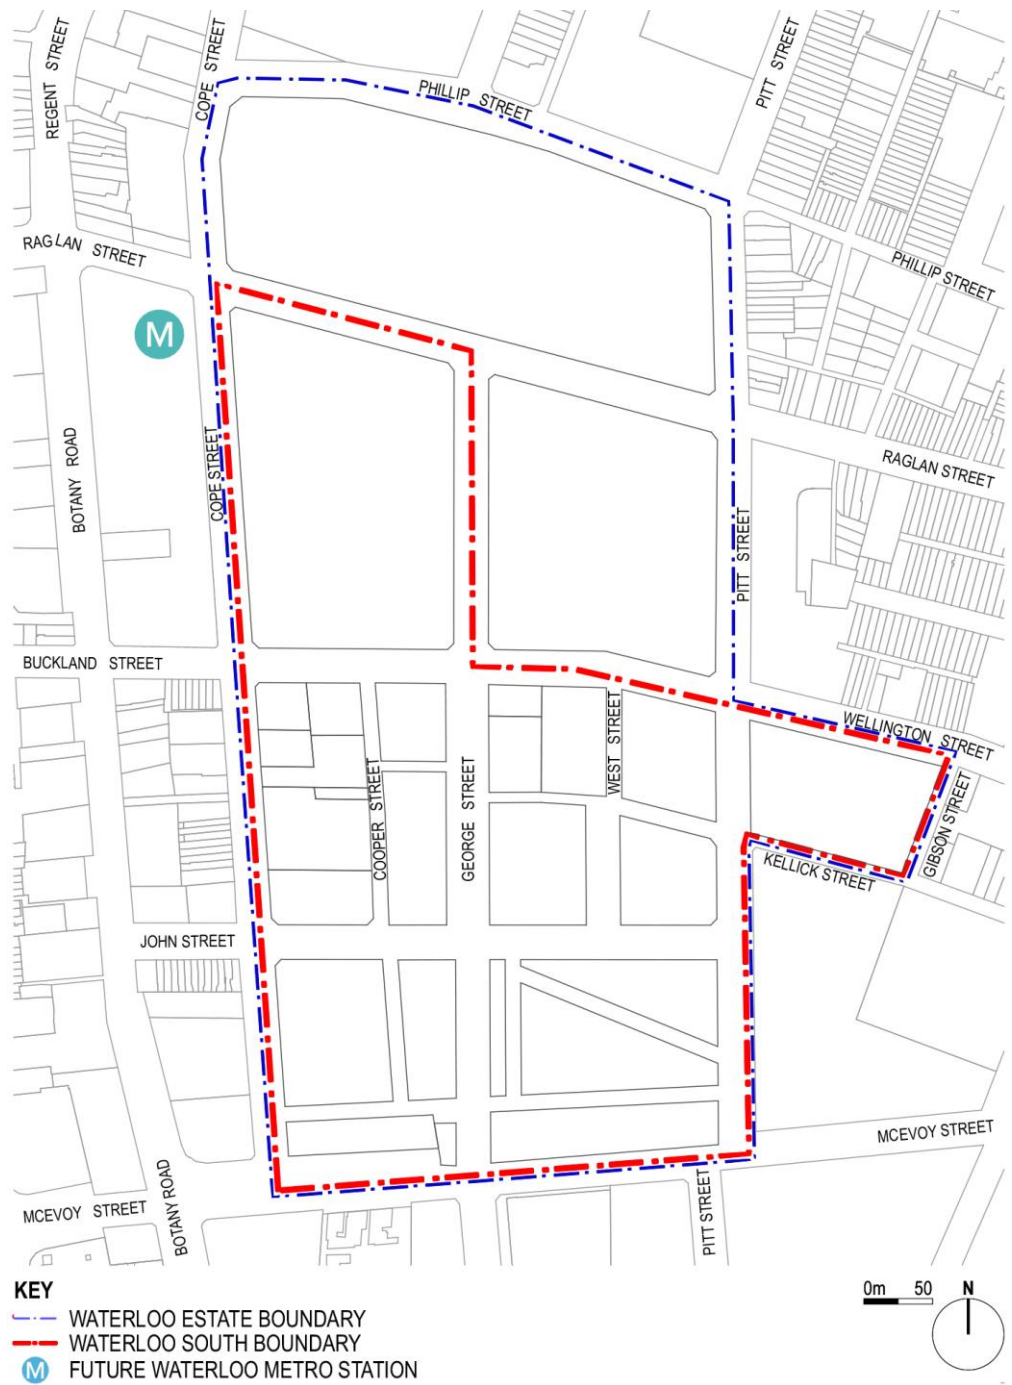 REGENT STREET
COPE STREET
PHILLIP STREET
PITT STREET
RAGLAN STREET
PHILLIP STREET
M
BOTANY ROAD
COPE STREET
RAGLAN STREET
PITT STREET
BUCKLAND STREET
WEST STREET
WELLINGTON STREET
COOPER STREET
GEORGE STREET
GIBSON STREET
KELLICK STREET
JOHN STREET
MCEVOY STREET
MCEVOY STREET
BOTANY ROAD
PITT STREET
KEY
WATERLOO ESTATE BOUNDARY
WATERLOO SOUTH BOUNDARY
M FUTURE WATERLOO METRO STATION
0m 50 N